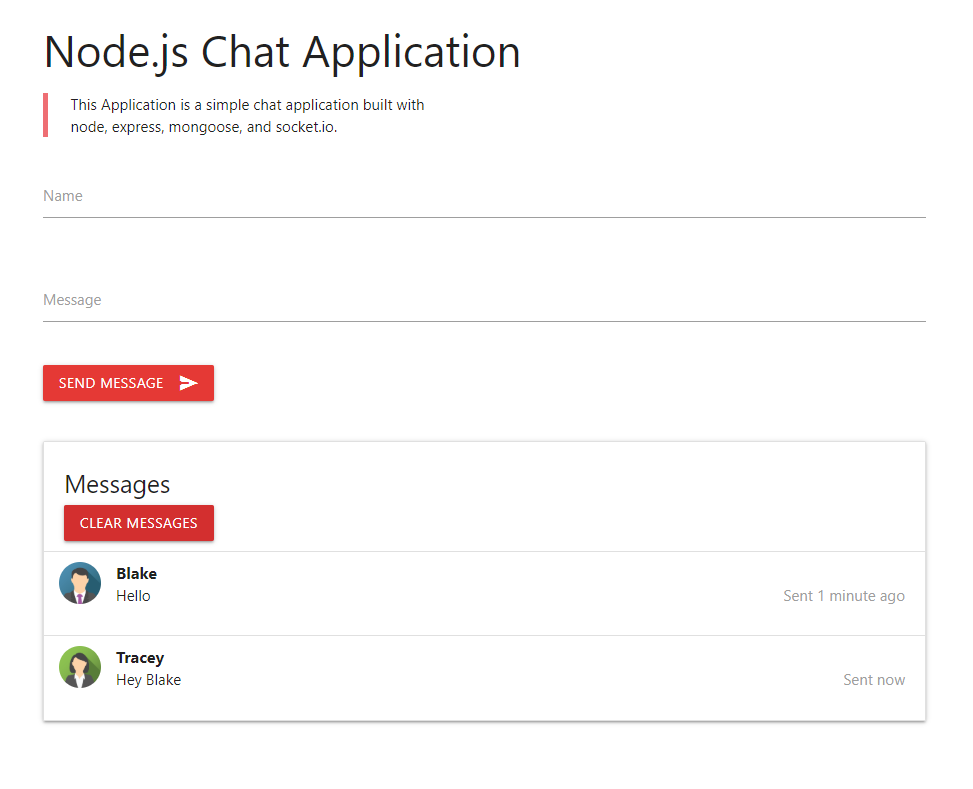 Node.js Chat Application
This Application is a simple chat application built with
node, express, mongoose, and socket.io.
Name
Message
SEND MESSAGE
Messages
CLEAR MESSAGES
Blake
Hello
Sent 1 minute ago
Tracey
Hey Blake
Sent now